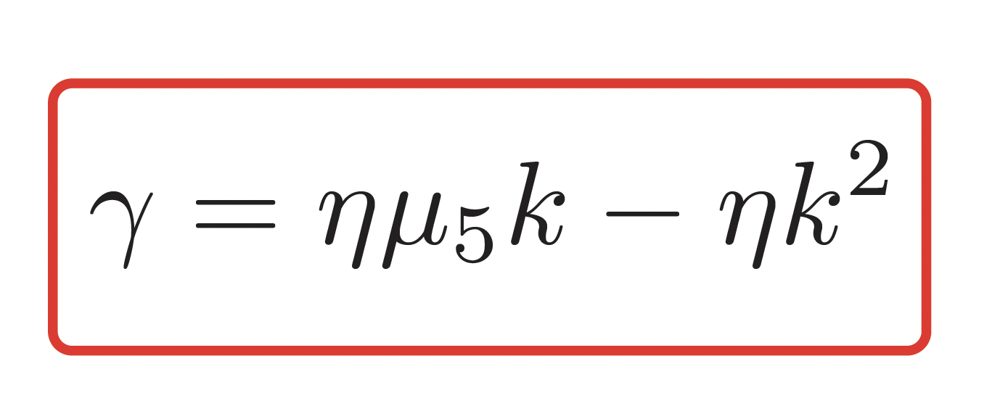 γ = ημ₅k − ηk²